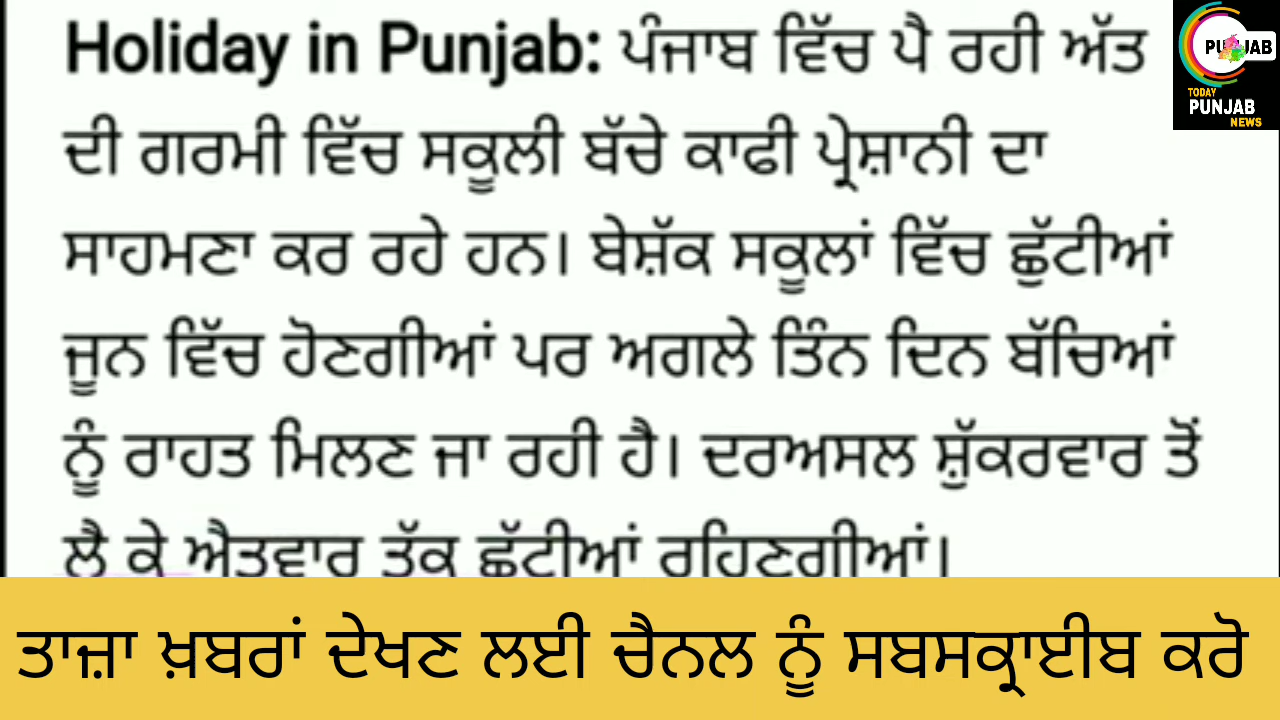 Holiday in Punjab: ਪੰਜਾਬ ਵਿੱਚ ਪੈ ਰਹੀ ਅੱਤ
ਦੀ ਗਰਮੀ ਵਿੱਚ ਸਕੂਲੀ ਬੱਚੇ ਕਾਫੀ ਪ੍ਰੇਸ਼ਾਨੀ ਦਾ
ਸਾਹਮਣਾ ਕਰ ਰਹੇ ਹਨ। ਬੇਸ਼ੱਕ ਸਕੂਲਾਂ ਵਿੱਚ ਛੁੱਟੀਆਂ
ਜੂਨ ਵਿੱਚ ਹੋਣਗੀਆਂ ਪਰ ਅਗਲੇ ਤਿੰਨ ਦਿਨ ਬੱਚਿਆਂ
ਨੂੰ ਰਾਹਤ ਮਿਲਣ ਜਾ ਰਹੀ ਹੈ। ਦਰਅਸਲ ਸ਼ੁੱਕਰਵਾਰ ਤੋਂ
ਲੈ ਕੇ ਐਤਵਾਰ ਤੱਕ ਛੁੱਟੀਆਂ ਰਹਿਣਗੀਆਂ।
PUNJAB
TODAY
PUNJAB
NEWS
ਤਾਜ਼ਾ ਖ਼ਬਰਾਂ ਦੇਖਣ ਲਈ ਚੈਨਲ ਨੂੰ ਸਬਸਕ੍ਰਾਈਬ ਕਰੋ